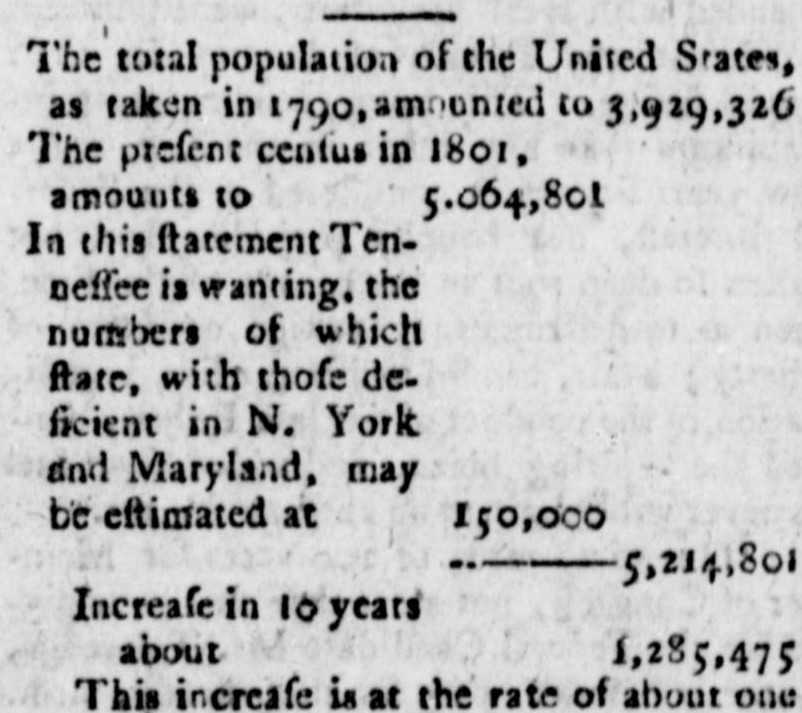 The total population of the United States,
as taken in 1790, amounted to 3,929,326
The preſent cenſus in 1801,
amounts to 5.064,801
In this ſtatement Ten-
neſſee is wanting, the
numbers of which
ſtate, with thoſe de-
ficient in N. York
and Maryland, may
be eſtimated at 150,000
5,214,801
Increaſe in 10 years
about 1,285,475
This increaſe is at the rate of about one